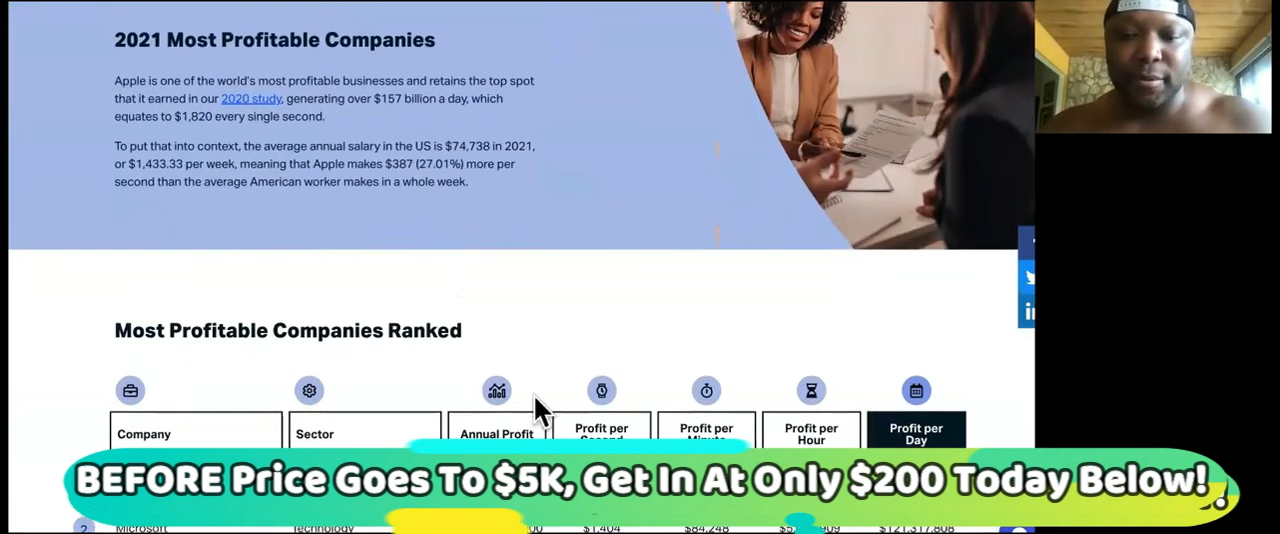 2021 Most Profitable Companies
Apple is one of the world's most profitable businesses and retains the top spot
that it earned in our 2020 study, generating over $157 billion a day, which
equates to $1,820 every single second.
To put that into context, the average annual salary in the US is $74,738 in 2021,
or $1,433.33 per week, meaning that Apple makes $387 (27.01%) more per
second than the average American worker makes in a whole week.
Most Profitable Companies Ranked
Company Sector Annual Profit Profit per Second Profit per Minute Profit per Hour Profit per Day
BEFORE Price Goes To $5K, Get In At Only $200 Today Below!
2 Microsoft Technology $1,404 $84,248 $121,317,808